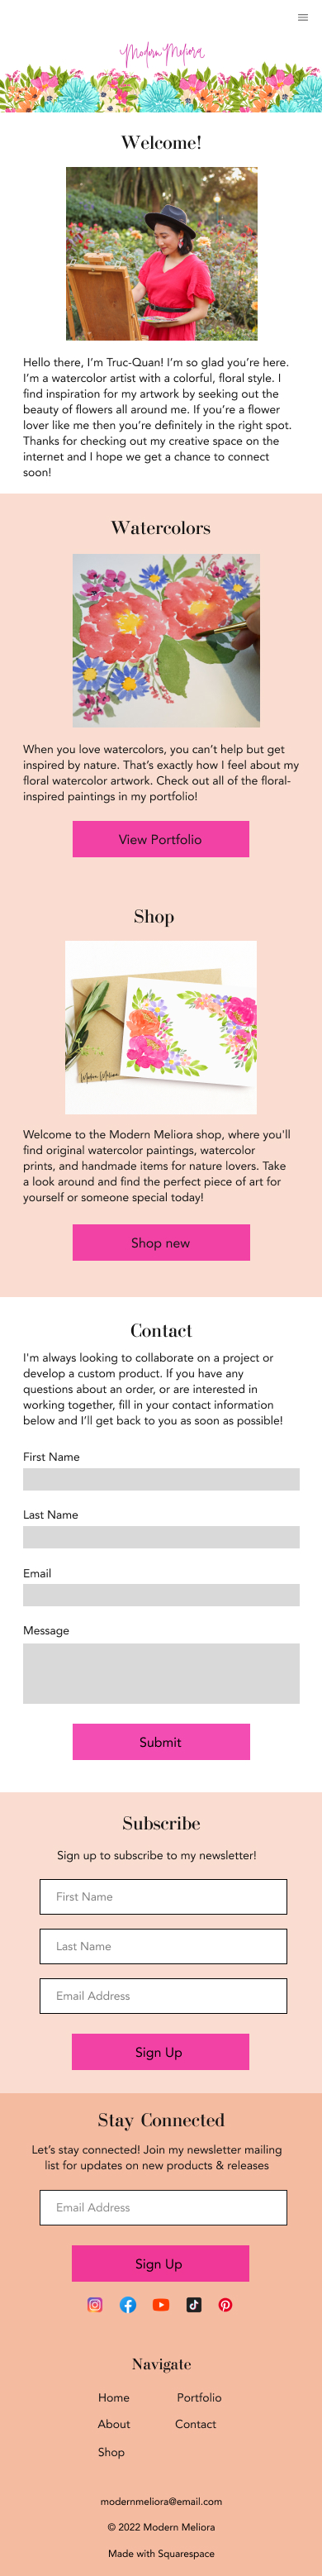 Modern Meliora
Welcome!
Hello there, I’m Truc-Quan! I’m so glad you’re here.
I’m a watercolor artist with a colorful, floral style. I
find inspiration for my artwork by seeking out the
beauty of flowers all around me. If you’re a flower
lover like me then you’re definitely in the right spot.
Thanks for checking out my creative space on the
internet and I hope we get a chance to connect
soon!
Watercolors
When you love watercolors, you can’t help but get
inspired by nature. That’s exactly how I feel about my
floral watercolor artwork. Check out all of the floral-
inspired paintings in my portfolio!
View Portfolio
Shop
Modern Meliora
Welcome to the Modern Meliora shop, where you'll
find original watercolor paintings, watercolor
prints, and handmade items for nature lovers. Take
a look around and find the perfect piece of art for
yourself or someone special today!
Shop new
Contact
I'm always looking to collaborate on a project or
develop a custom product. If you have any
questions about an order, or are interested in
working together, fill in your contact information
below and I’ll get back to you as soon as possible!
First Name
Last Name
Email
Message
Submit
Subscribe
Sign up to subscribe to my newsletter!
First Name
Last Name
Email Address
Sign Up
Stay Connected
Let’s stay connected! Join my newsletter mailing
list for updates on new products & releases
Email Address
Sign Up
Navigate
Home Portfolio
About Contact
Shop
modernmeliora@email.com
© 2022 Modern Meliora
Made with Squarespace